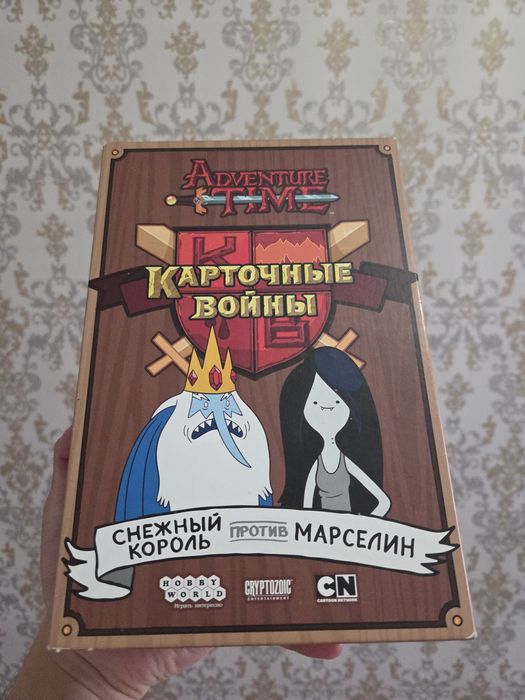 ADVENTURE
TIME
КАРТОЧНЫЕ
ВОЙНЫ
СНЕЖНЫЙ
КОРОЛЬ
ПРОТИВ
МАРСЕЛИН
HOBBY
WORLD
Играть интересно
CRYPTOZOIC
ENTERTAINMENT
CN
CARTOON NETWORK